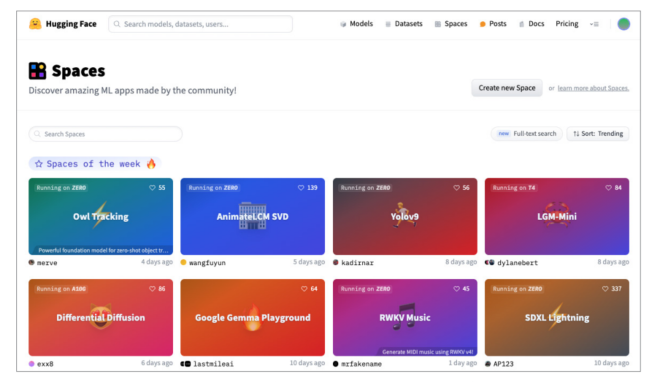 Hugging Face Search models, datasets, users... Models Datasets Spaces Posts Docs Pricing
Spaces
Discover amazing ML apps made by the community!
Create new Space or learn more about Spaces.
Search Spaces new Full-text search Sort: Trending
Spaces of the week 🔥
Running on ZERO 55 Running on ZERO 139 Running on ZERO 56 Running on T4 84
Owl Tracking AnimateLCM SVD Yolov9 LGM-Mini
Powerful foundation model for zero-shot object tr...
merve 4 days ago wangfuyun 5 days ago kadirnar 8 days ago dylanebert 8 days ago
Running on A10G 86 64 Running on ZERO 45 Running on ZERO 337
Differential Diffusion Google Gemma Playground RWKV Music SDXL Lightning
Generate MIDI music using RWKV v4!
exx8 6 days ago lastmileai 10 days ago mrfakename 1 day ago AP123 10 days ago